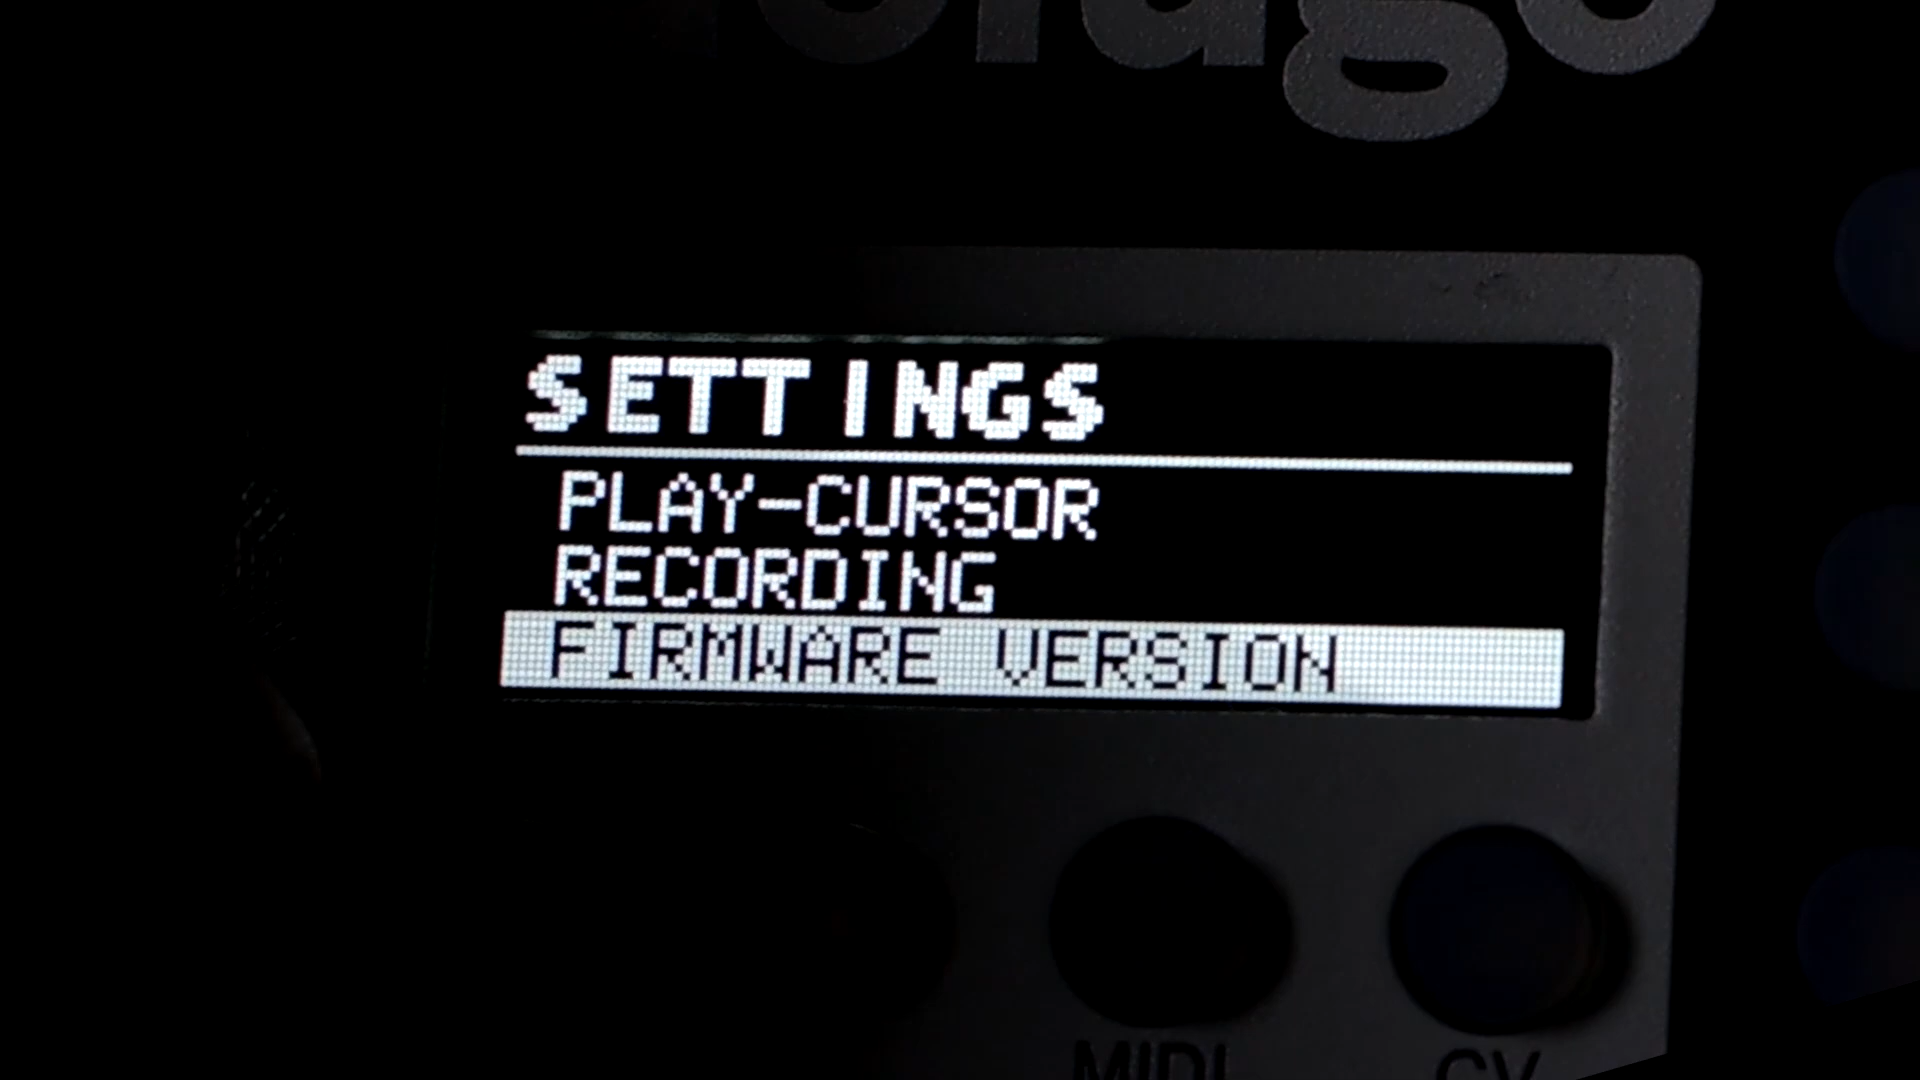 SETTINGS
PLAY-CURSOR
RECORDING
FIRMWARE VERSION
MIDI
CV